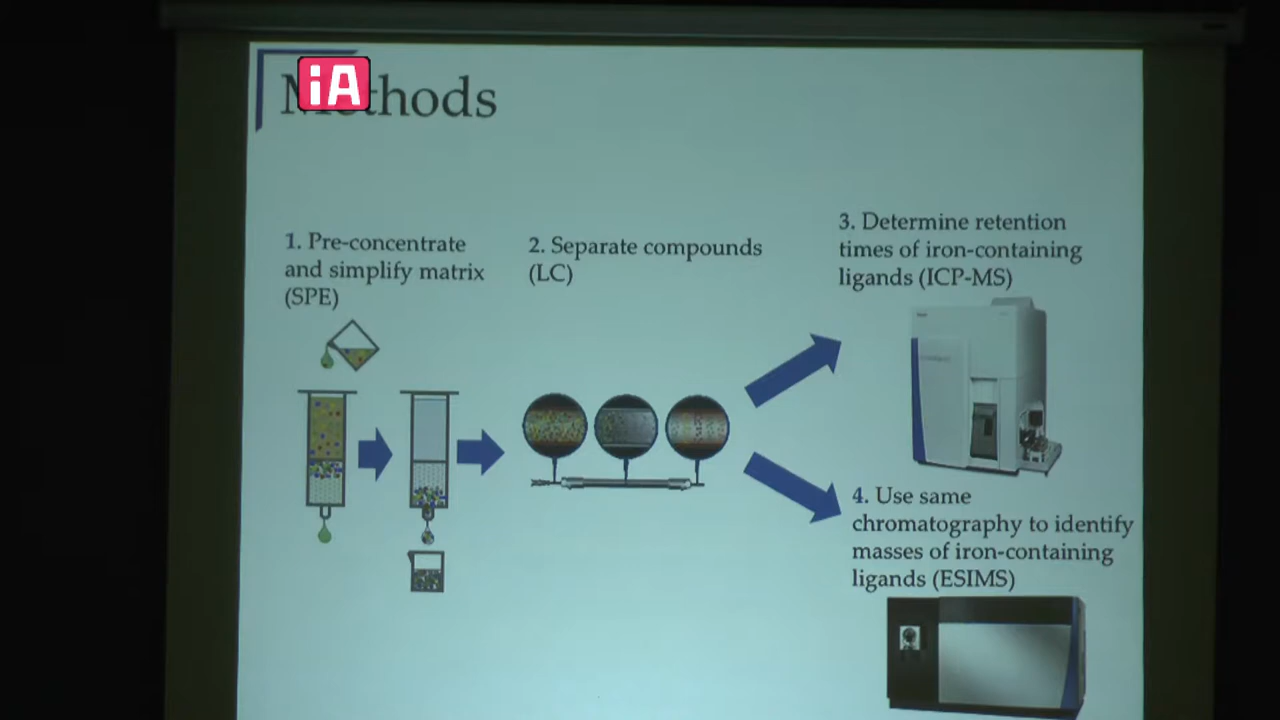 Methods
iA
1. Pre-concentrate
and simplify matrix
(SPE)
2. Separate compounds
(LC)
3. Determine retention
times of iron-containing
ligands (ICP-MS)
4. Use same
chromatography to identify
masses of iron-containing
ligands (ESIMS)